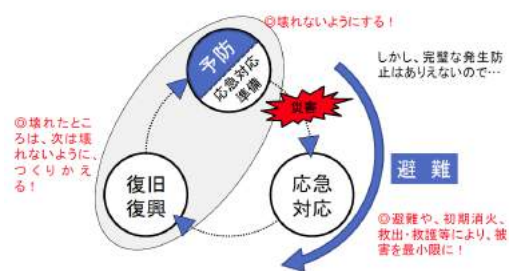 ◎壊れないようにする！
予防
応急対応
準備
しかし、完璧な発生防
止はありえないので…
災害
◎壊れたとこ
ろは、次は壊
れないように、
つくりかえ
る！
避 難
復旧
復興
応急
対応
◎避難や、初期消火、
救出・救護等により、被
害を最小限に！